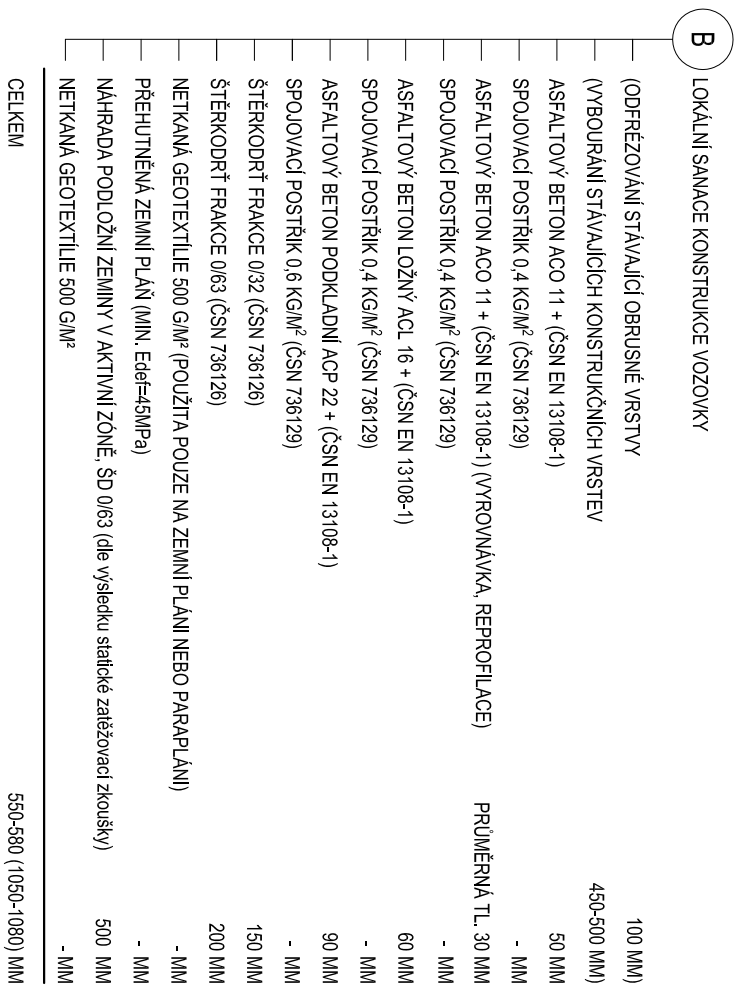 B LOKÁLNÍ SANACE KONSTRUKCE VOZOVKY
(ODFRÉZOVÁNÍ STÁVAJÍCÍ OBRUSNÉ VRSTVY 100 MM)
(VYBOURÁNÍ STÁVAJÍCÍCH KONSTRUKČNÍCH VRSTEV 450-500 MM)
ASFALTOVÝ BETON ACO 11 + (ČSN EN 13108-1) 50 MM
SPOJOVACÍ POSTŘIK 0,4 KG/M² (ČSN 736129) - MM
ASFALTOVÝ BETON ACO 11 + (ČSN EN 13108-1) (VYROVNÁVKA, REPROFILACE) PRŮMĚRNÁ TL. 30 MM
SPOJOVACÍ POSTŘIK 0,4 KG/M² (ČSN 736129) - MM
ASFALTOVÝ BETON LOŽNÝ ACL 16 + (ČSN EN 13108-1) 60 MM
SPOJOVACÍ POSTŘIK 0,4 KG/M² (ČSN 736129) - MM
ASFALTOVÝ BETON PODKLADNÍ ACP 22 + (ČSN EN 13108-1) 90 MM
SPOJOVACÍ POSTŘIK 0,6 KG/M² (ČSN 736129) - MM
ŠTĚRKODRŤ FRAKCE 0/32 (ČSN 736126) 150 MM
ŠTĚRKODRŤ FRAKCE 0/63 (ČSN 736126) 200 MM
NETKANÁ GEOTEXTÍLIE 500 G/M² (POUŽITA POUZE NA ZEMNÍ PLÁNI NEBO PARAPLÁNI) - MM
PŘEHUTNĚNÁ ZEMNÍ PLÁŇ (MIN. Edef=45MPa) - MM
NÁHRADA PODLOŽNÍ ZEMINY V AKTIVNÍ ZÓNĚ, ŠD 0/63 (dle výsledku statické zatěžovací zkoušky) 500 MM
NETKANÁ GEOTEXTÍLIE 500 G/M² - MM
CELKEM 550-580 (1050-1080) MM